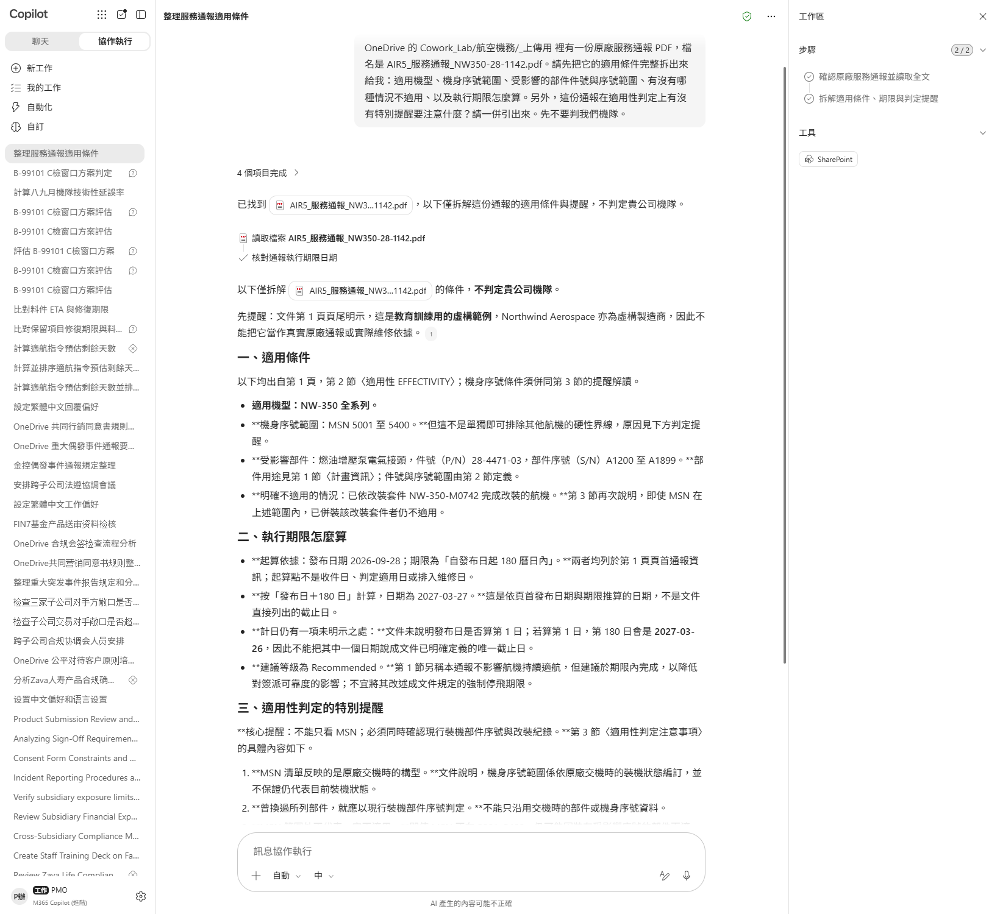 Copilot
聊天
協作執行
新工作
我的工作
自動化
自訂
整理服務通報適用條件
B-99101 C檢窗口方案判定
計算八九月機隊技術性延誤率
B-99101 C檢窗口方案評估
B-99101 C檢窗口方案評估
評估 B-99101 C檢窗口方案
B-99101 C檢窗口方案評估
B-99101 C檢窗口方案評估
比對料件 ETA 與修復期限
比對保留項目修復期限與料...
計算適航指令預估剩餘天數
計算並排序適航指令預估剩餘天...
計算適航指令預估剩餘天數並排...
設定繁體中文回覆偏好
OneDrive 共同行銷同意書規則...
OneDrive 重大偶發事件通報要...
金控偶發事件通報規定整理
安排跨子公司法遵協調會議
設定繁體中文工作偏好
FIN7基金产品送审资料检核
OneDrive 合规会签检查流程分析
OneDrive共同营销同意书规则整...
整理重大突发事件报告规定和分...
检查三家子公司对手方敞口是否...
检查子公司交易对手敞口是否超...
跨子公司合规协调会人员安排
OneDrive 公平对待客户原则培...
分析Zava人寿产品合规确...
设置中文偏好和语言设置
Product Submission Review and...
Analyzing Sign-Off Requiremen...
Consent Form Constraints and ...
Incident Reporting Procedures a...
Verify subsidiary exposure limits...
Review Subsidiary Financial Exp...
Cross-Subsidiary Compliance M...
Create Staff Training Deck on Fa...
Review Zava Life Complian...
P辦
工作 PMO
M365 Copilot (進階)
整理服務通報適用條件
OneDrive 的 Cowork_Lab/航空機務/_上傳用 裡有一份原廠服務通報 PDF，檔
名是 AIR5_服務通報_NW350-28-1142.pdf。請先把它的適用條件完整拆出來
給我：適用機型、機身序號範圍、受影響的部件件號與序號範圍、有沒有哪
種情況不適用、以及執行期限怎麼算。另外，這份通報在適用性判定上有沒
有特別提醒要注意什麼？請一併引出來。先不要判我們機隊。
4 個項目完成
已找到 AIR5_服務通報_NW3...1142.pdf ，以下僅拆解這份通報的適用條件與提醒，不判定貴公司機隊。
讀取檔案 AIR5_服務通報_NW350-28-1142.pdf
核對通報執行期限日期
以下僅拆解 AIR5_服務通報_NW3...1142.pdf 的條件，不判定貴公司機隊。
先提醒：文件第 1 頁頁尾明示，這是教育訓練用的虛構範例，Northwind Aerospace 亦為虛構製造商，因此不
能把它當作真實原廠通報或實際維修依據。 1
一、適用條件
以下均出自第 1 頁，第 2 節〈適用性 EFFECTIVITY〉；機身序號條件須併同第 3 節的提醒解讀。
• 適用機型：NW-350 全系列。
• **機身序號範圍：MSN 5001 至 5400。**但這不是單獨即可排除其他航機的硬性界線，原因見下方判定提
醒。
• **受影響部件：燃油增壓泵電氣接頭，件號（P/N）28-4471-03，部件序號（S/N）A1200 至 A1899。**部
件用途見第 1 節〈計畫資訊〉；件號與序號範圍由第 2 節定義。
• **明確不適用的情況：已依改裝套件 NW-350-M0742 完成改裝的航機。**第 3 節再次說明，即使 MSN 在
上述範圍內，已併裝該改裝套件者仍不適用。
二、執行期限怎麼算
• **起算依據：發布日期 2026-09-28；期限為「自發布日起 180 曆日內」。**兩者均列於第 1 頁頁首通報資
訊；起算點不是收件日、判定適用日或排入維修日。
• **按「發布日＋180 日」計算，日期為 2027-03-27。**這是依頁首發布日期與期限推算的日期，不是文件
直接列出的截止日。
• **計日仍有一項未明示之處：**文件未說明發布日是否算第 1 日；若算第 1 日，第 180 日會是 2027-03-
26，因此不能把其中一個日期說成文件已明確定義的唯一截止日。
• **建議等級為 Recommended。**第 1 節另稱本通報不影響航機持續適航，但建議於期限內完成，以降低
對簽派可靠度的影響；不宜將其改述成文件規定的強制停飛期限。
三、適用性判定的特別提醒
**核心提醒：不能只看 MSN；必須同時確認現行裝機部件序號與改裝紀錄。**第 3 節〈適用性判定注意事項〉
的具體內容如下。
1. **MSN 清單反映的是原廠交機時的構型。**文件說明，機身序號範圍係依原廠交機時的裝機狀態編訂，並
不保證仍代表目前裝機狀態。
2. **曾換過所列部件，就應以現行裝機部件序號判定。**不能只沿用交機時的部件或機身序號資料。
訊息協作執行
自動
中
AI 產生的內容可能不正確
工作區
步驟
2 / 2
確認原廠服務通報並讀取全文
拆解適用條件、期限與判定提醒
工具
SharePoint